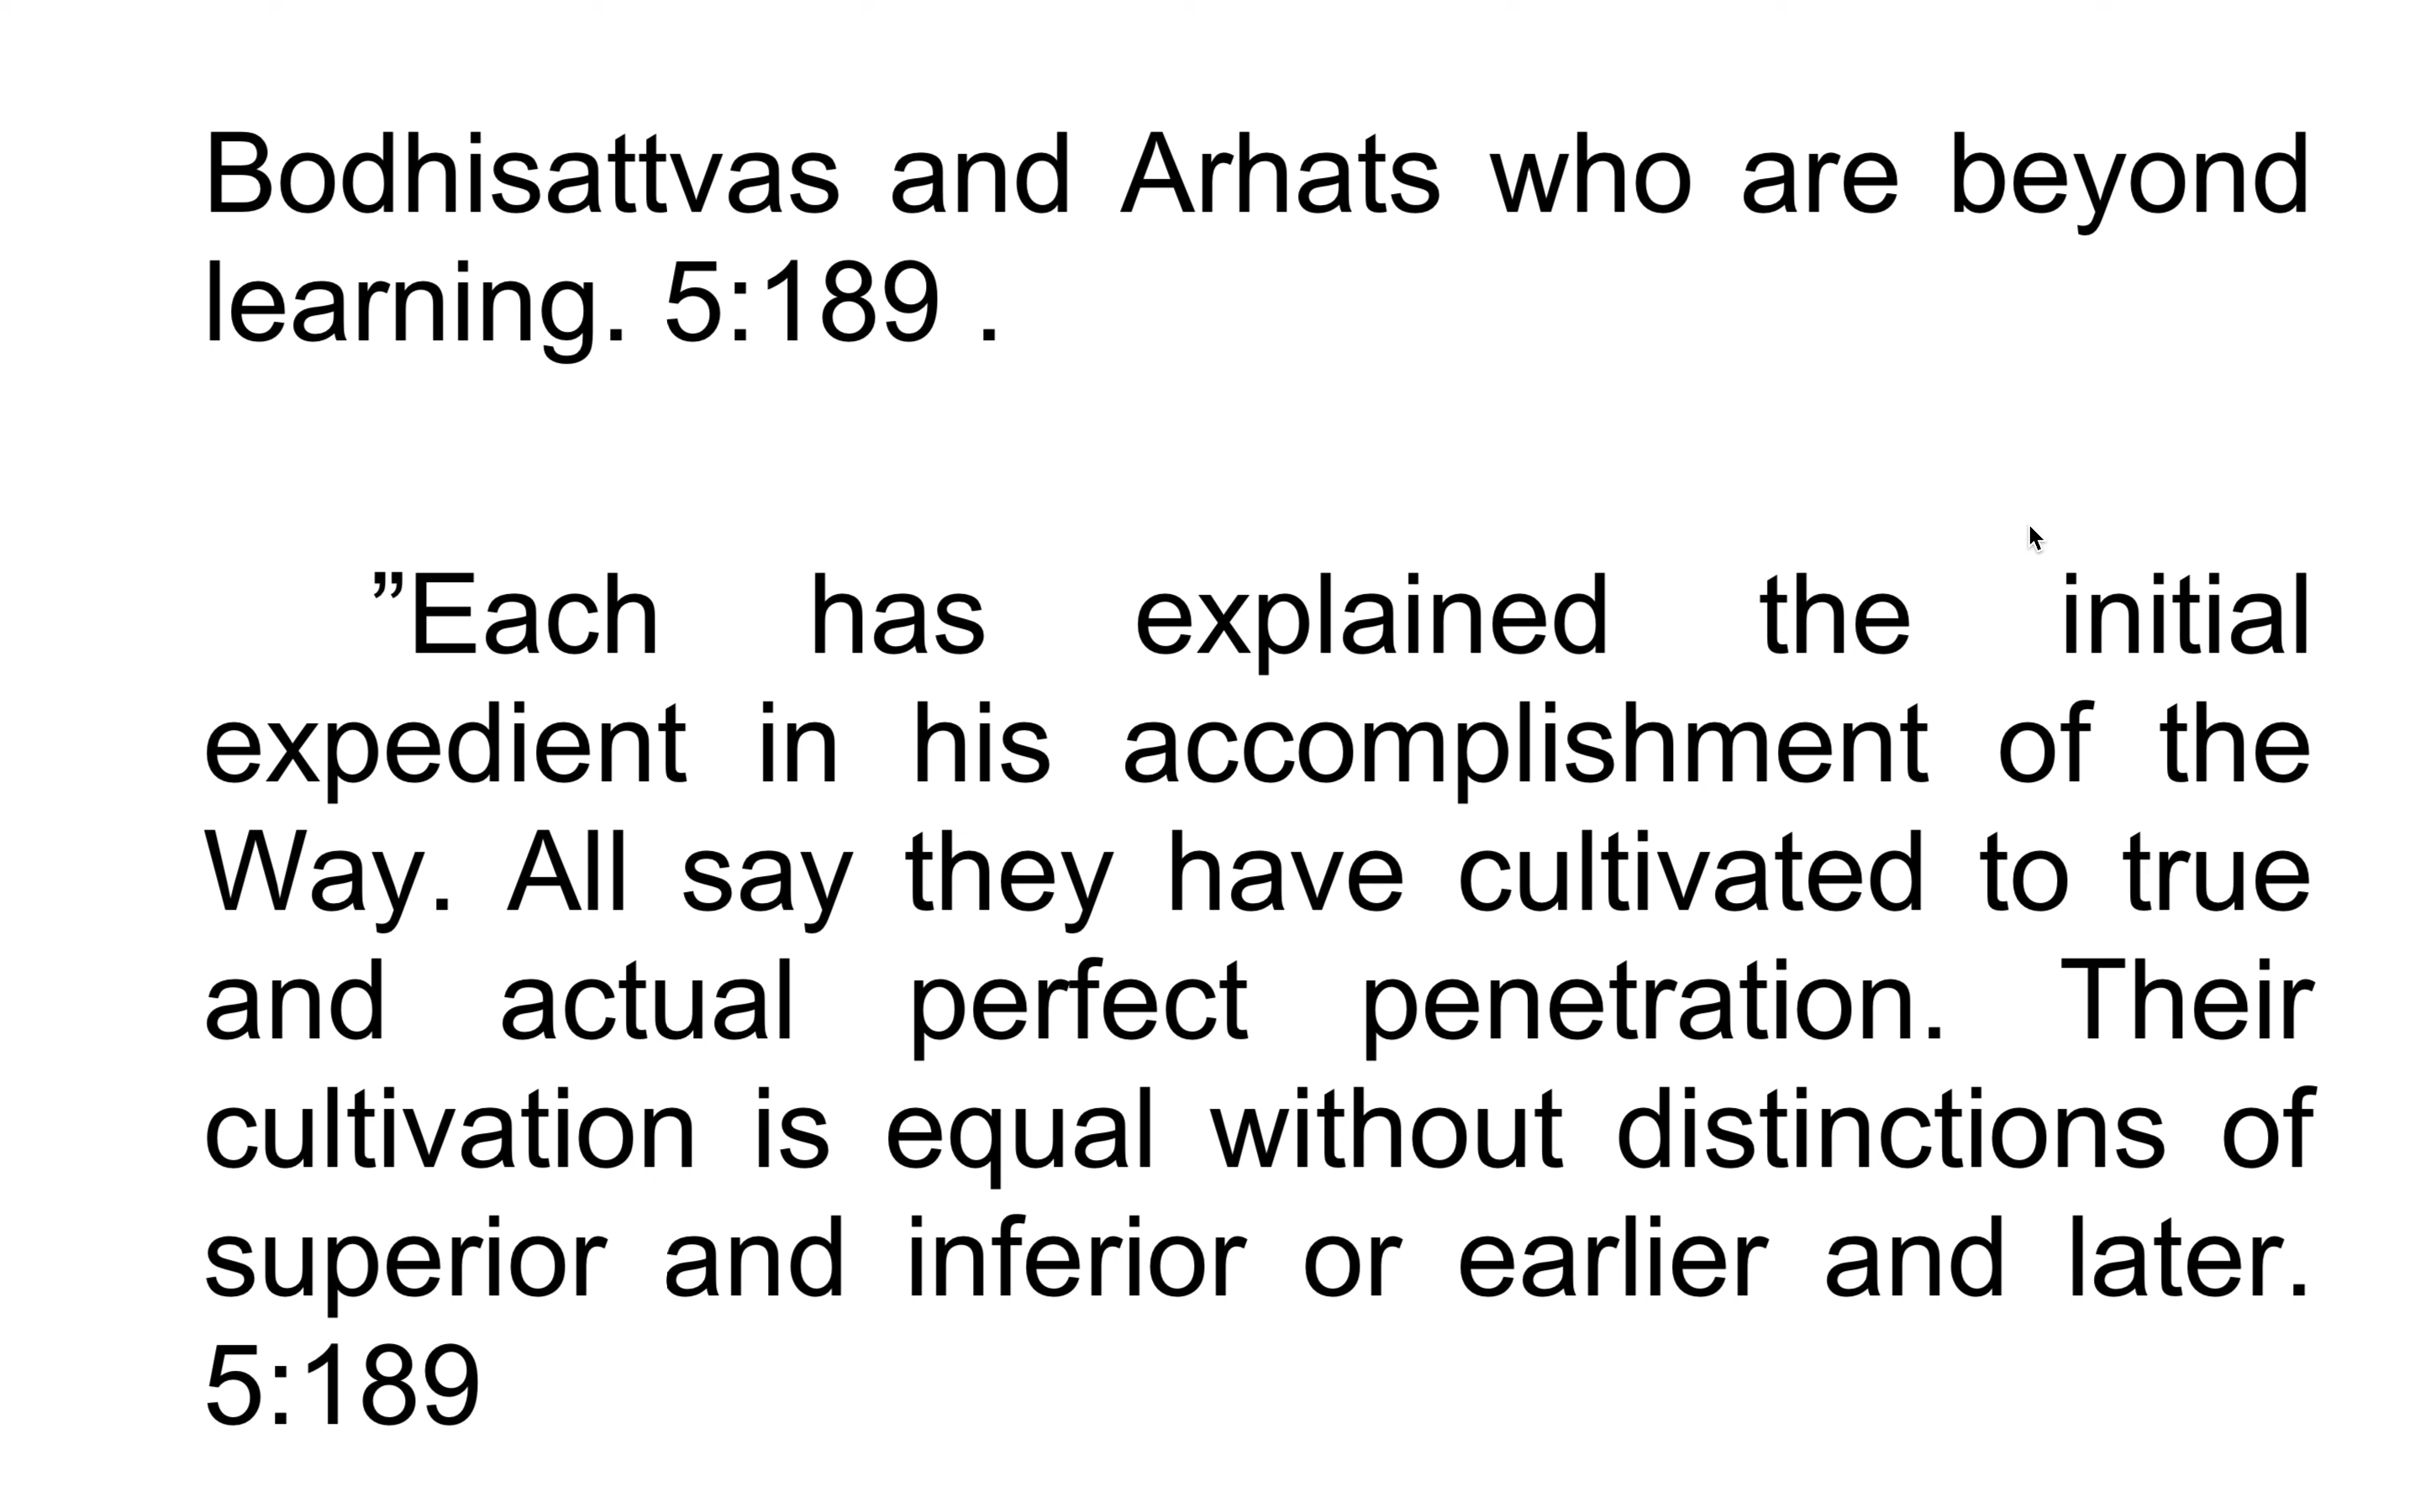 Bodhisattvas and Arhats who are beyond
learning. 5:189 .
”Each has explained the initial
expedient in his accomplishment of the
Way. All say they have cultivated to true
and actual perfect penetration. Their
cultivation is equal without distinctions of
superior and inferior or earlier and later.
5:189